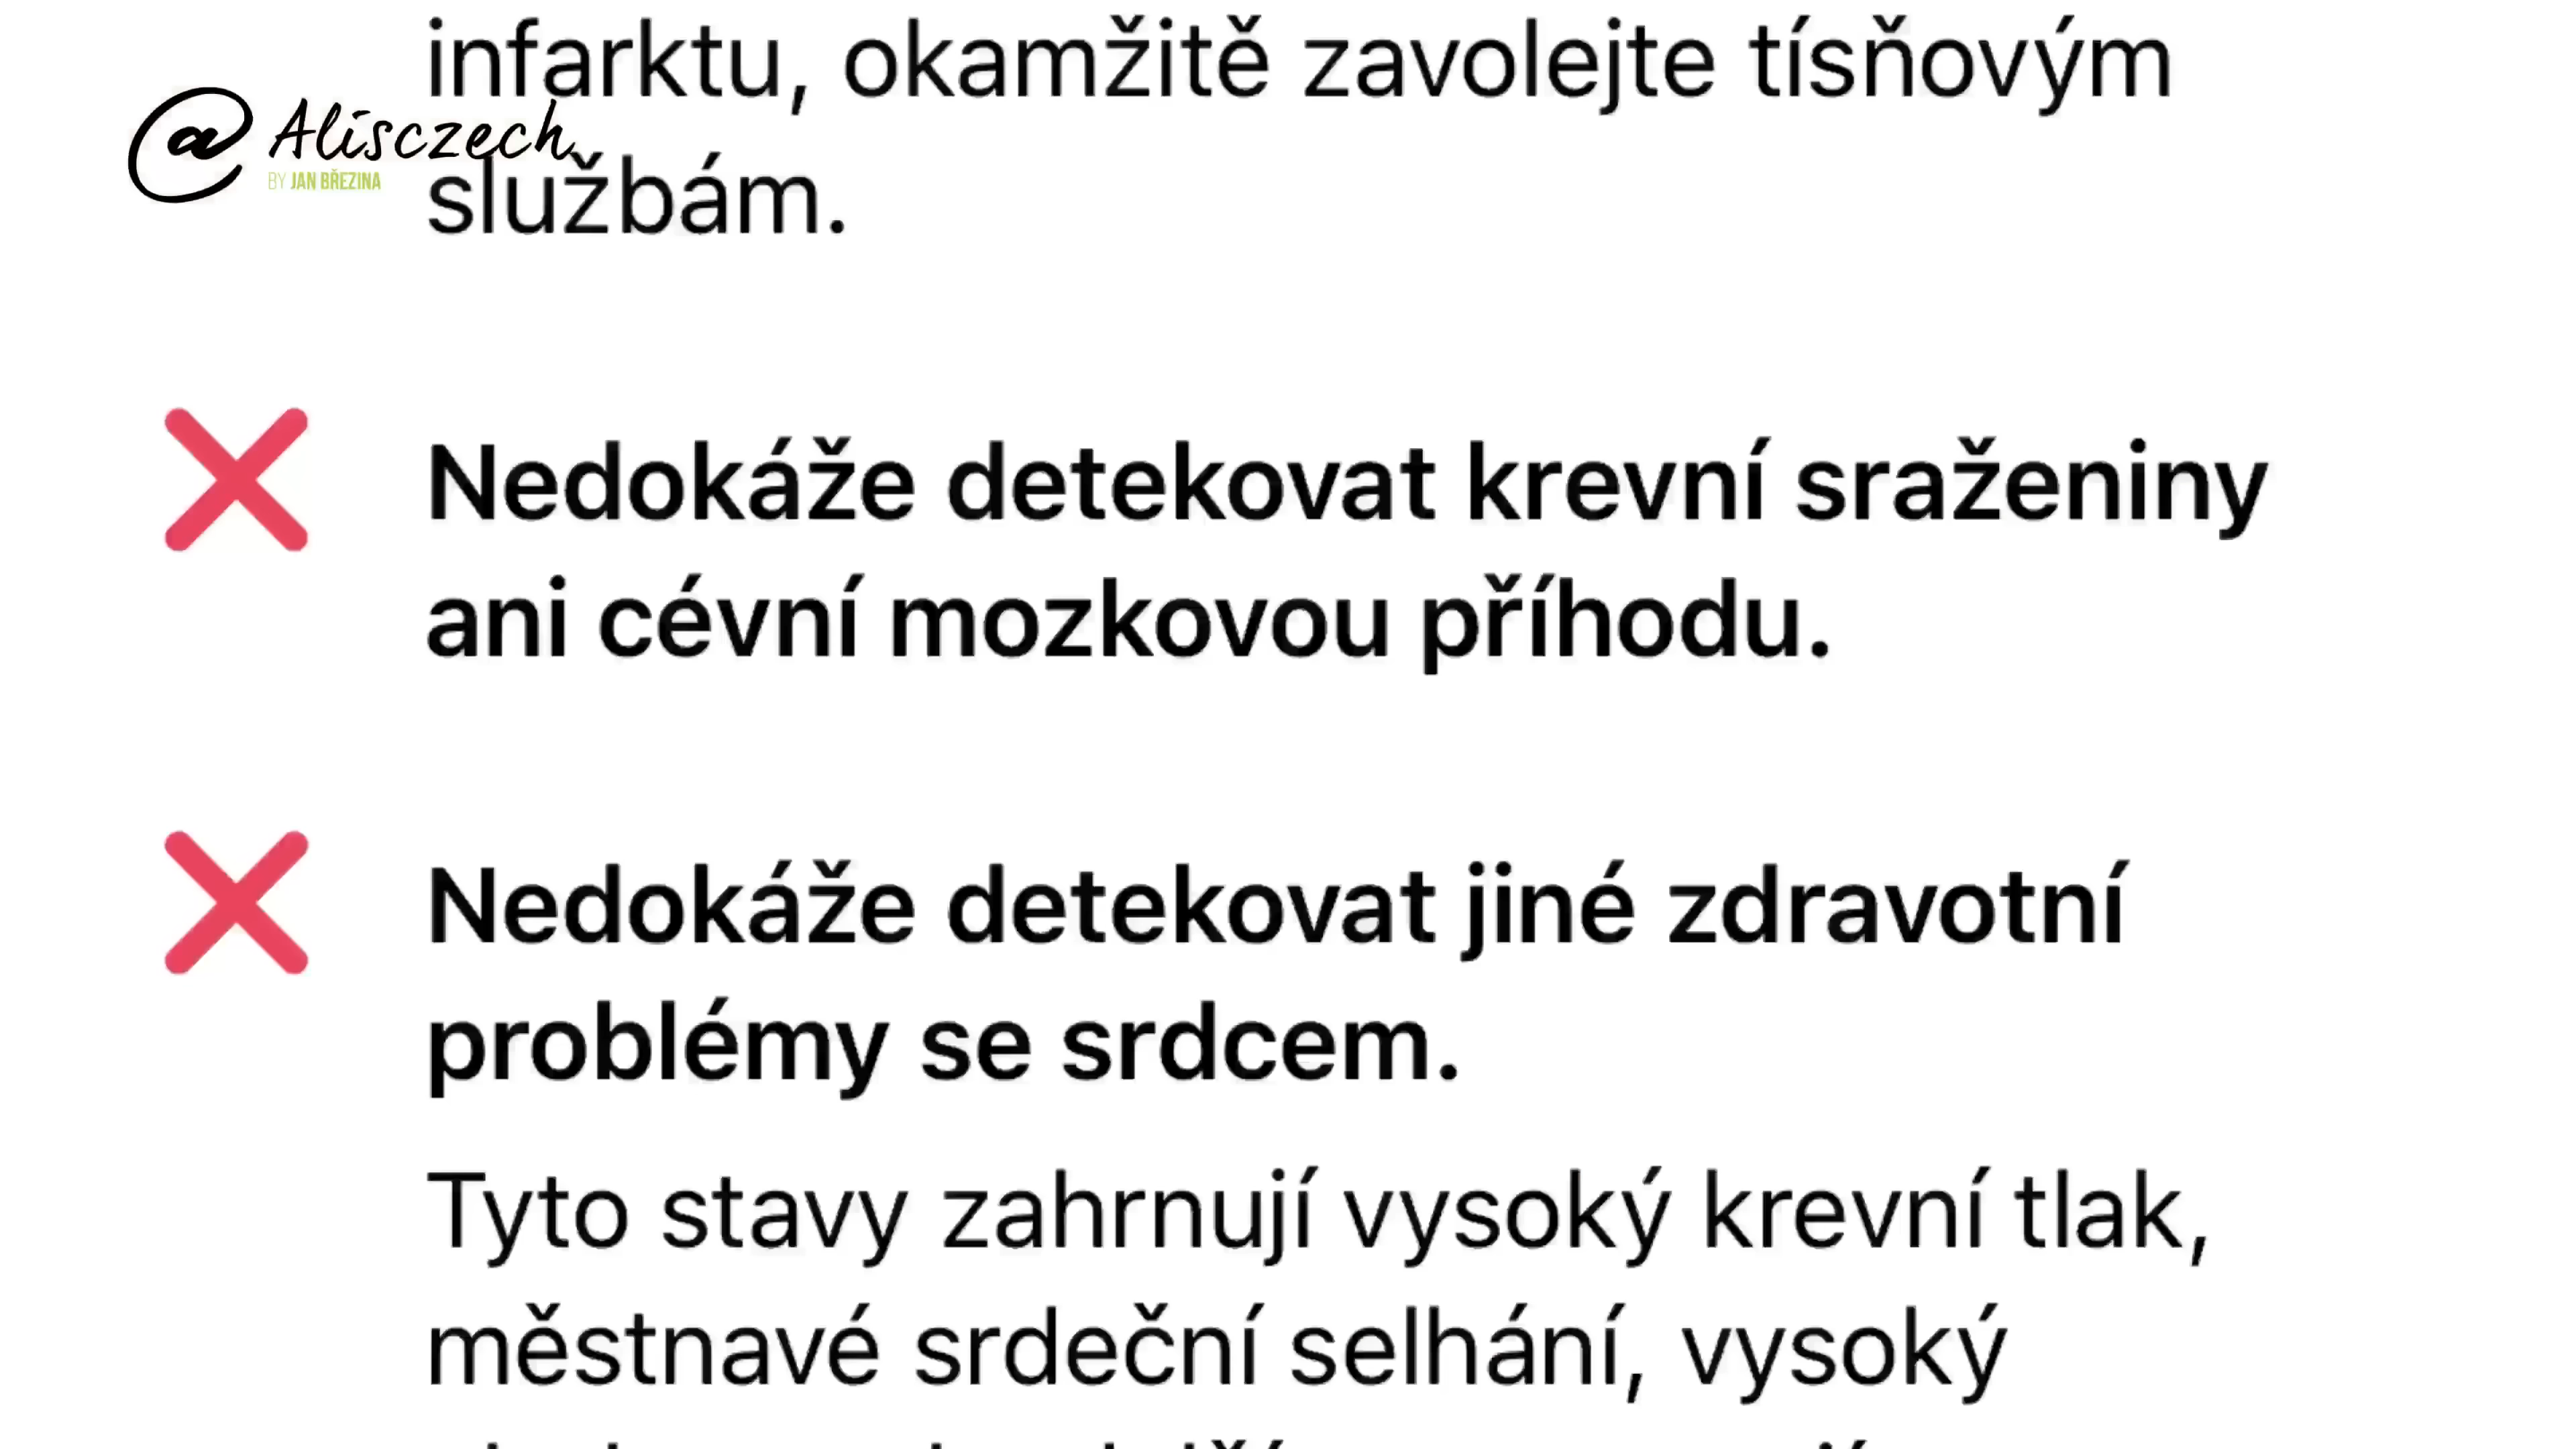 infarktu, okamžitě zavolejte tísňovým
@ Alisczech
BY JAN BŘEZINA
službám.
Nedokáže detekovat krevní sraženiny
ani cévní mozkovou příhodu.
Nedokáže detekovat jiné zdravotní
problémy se srdcem.
Tyto stavy zahrnují vysoký krevní tlak,
městnavé srdeční selhání, vysoký